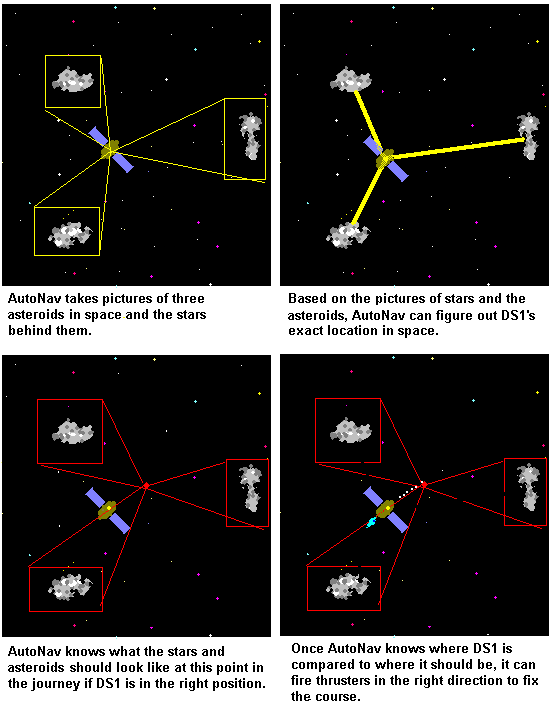 AutoNav takes pictures of three
asteroids in space and the stars
behind them.
Based on the pictures of stars and the
asteroids, AutoNav can figure out DS1's
exact location in space.
AutoNav knows what the stars and
asteroids should look like at this point in
the journey if DS1 is in the right position.
Once AutoNav knows where DS1 is
compared to where it should be, it can
fire thrusters in the right direction to fix
the course.